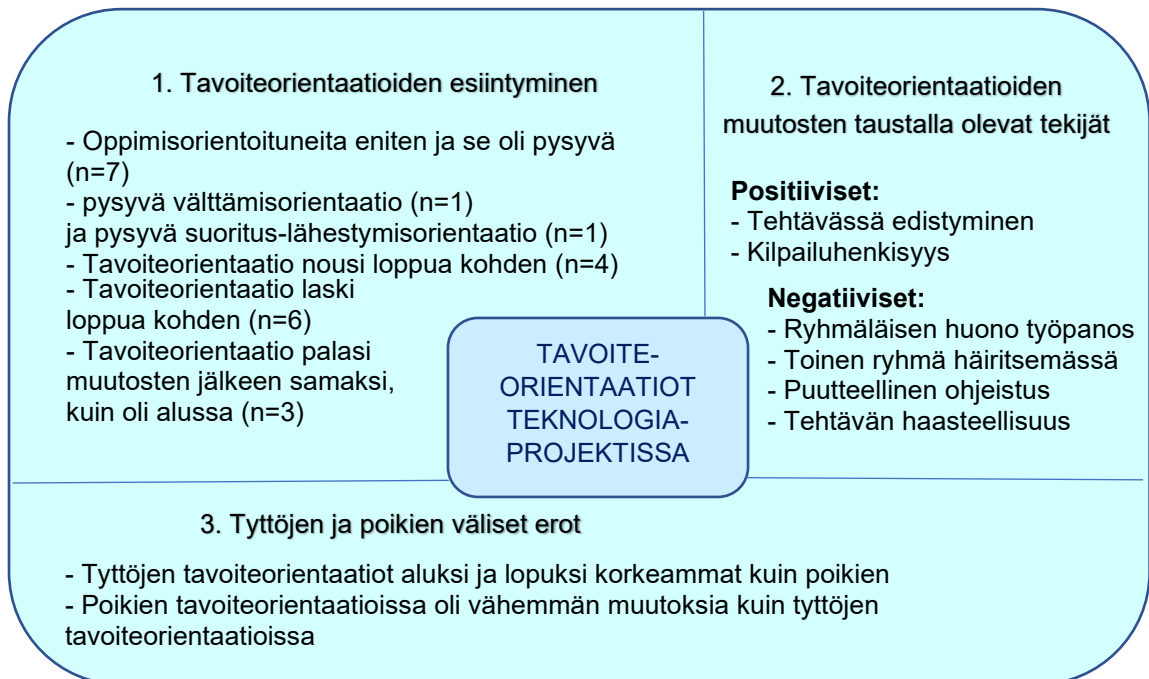 1. Tavoiteorientaatioiden esiintyminen
- Oppimisorientoituneita eniten ja se oli pysyvä
(n=7)
- pysyvä välttämisorientaatio (n=1)
ja pysyvä suoritus-lähestymisorientaatio (n=1)
- Tavoiteorientaatio nousi loppua kohden (n=4)
- Tavoiteorientaatio laski
loppua kohden (n=6)
- Tavoiteorientaatio palasi
muutosten jälkeen samaksi,
kuin oli alussa (n=3)
2. Tavoiteorientaatioiden
muutosten taustalla olevat tekijät
Positiiviset:
- Tehtävässä edistyminen
- Kilpailuhenkisyys
Negatiiviset:
- Ryhmäläisen huono työpanos
- Toinen ryhmä häiritsemässä
- Puutteellinen ohjeistus
- Tehtävän haasteellisuus
TAVOITE-
ORIENTAATIOT
TEKNOLOGIA-
PROJEKTISSA
3. Tyttöjen ja poikien väliset erot
- Tyttöjen tavoiteorientaatiot aluksi ja lopuksi korkeammat kuin poikien
- Poikien tavoiteorientaatioissa oli vähemmän muutoksia kuin tyttöjen
tavoiteorientaatioissa